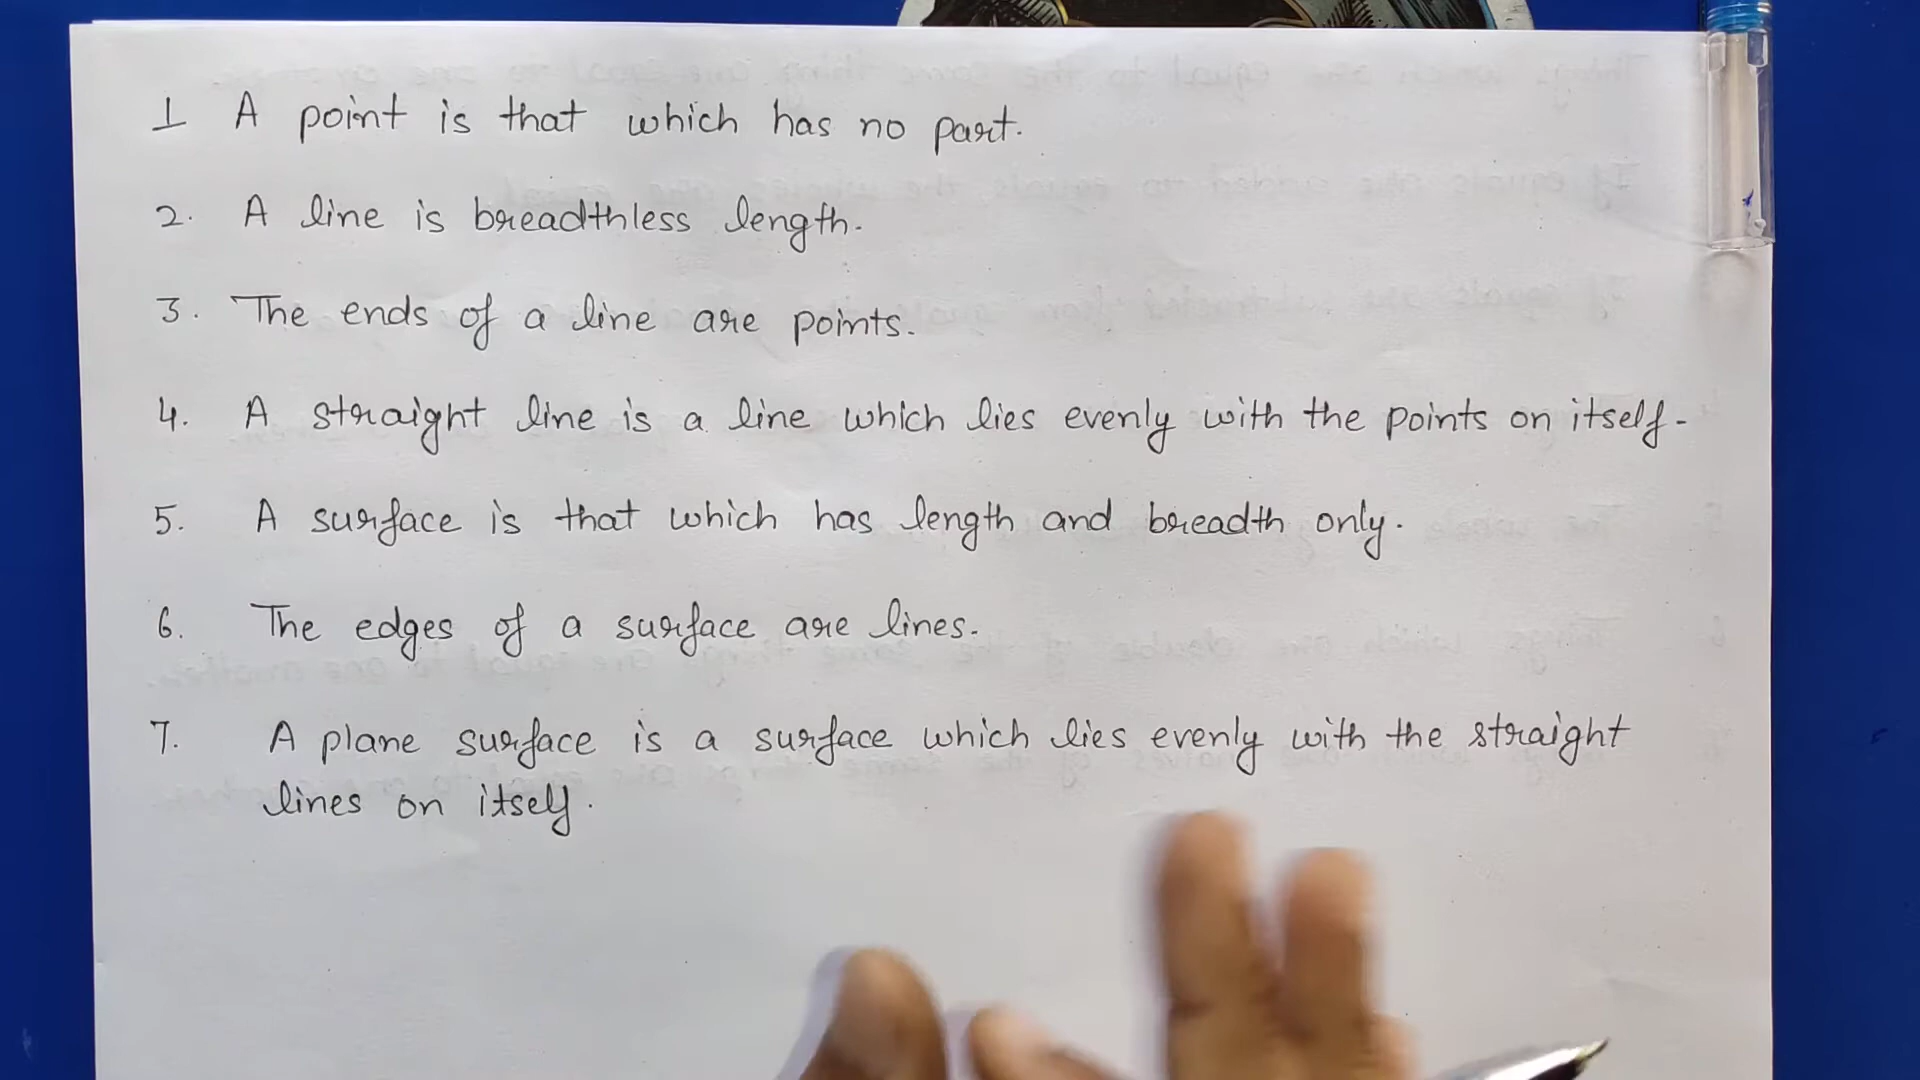 1 A point is that which has no part.
2. A line is breadthless length.
3. The ends of a line are points.
4. A straight line is a line which lies evenly with the points on itself.
5. A surface is that which has length and breadth only.
6. The edges of a surface are lines.
7. A plane surface is a surface which lies evenly with the straight
lines on itself.